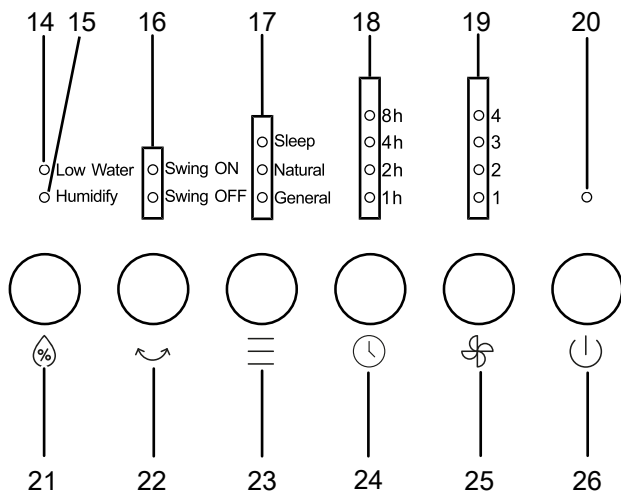 14 15 16 17 18 19 20
8h 4
Sleep 4h 3
Low Water Swing ON Natural 2h 2
Humidify Swing OFF General 1h 1
%
21 22 23 24 25 26